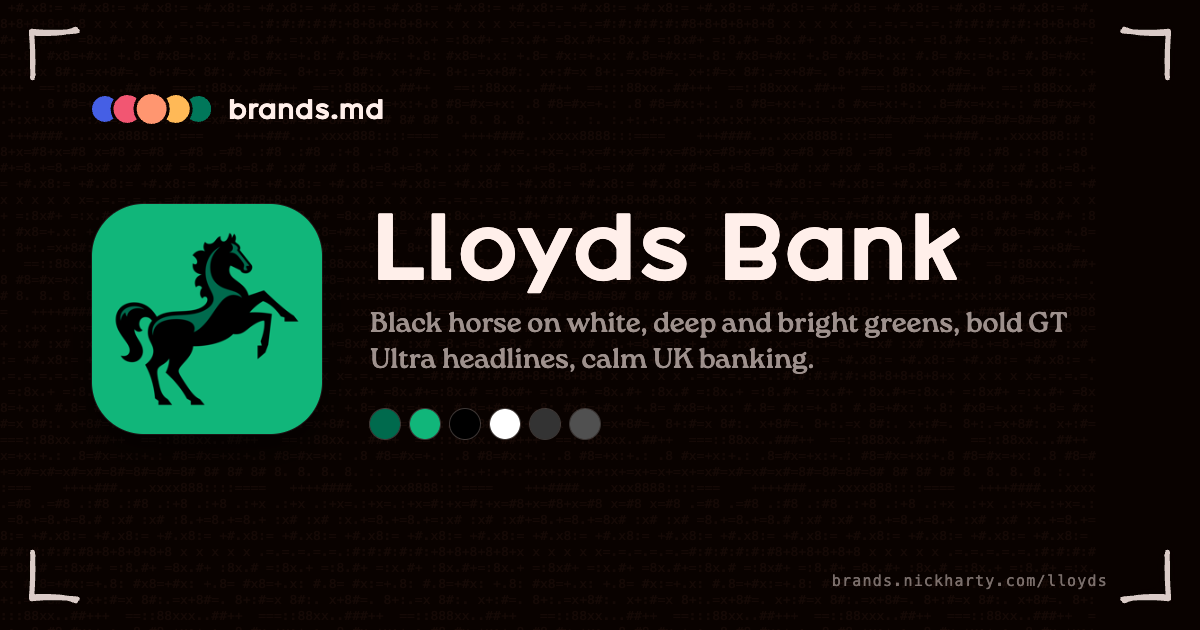 brands.md
Lloyds Bank
Black horse on white, deep and bright greens, bold GT
Ultra headlines, calm UK banking.
brands.nickharty.com/lloyds